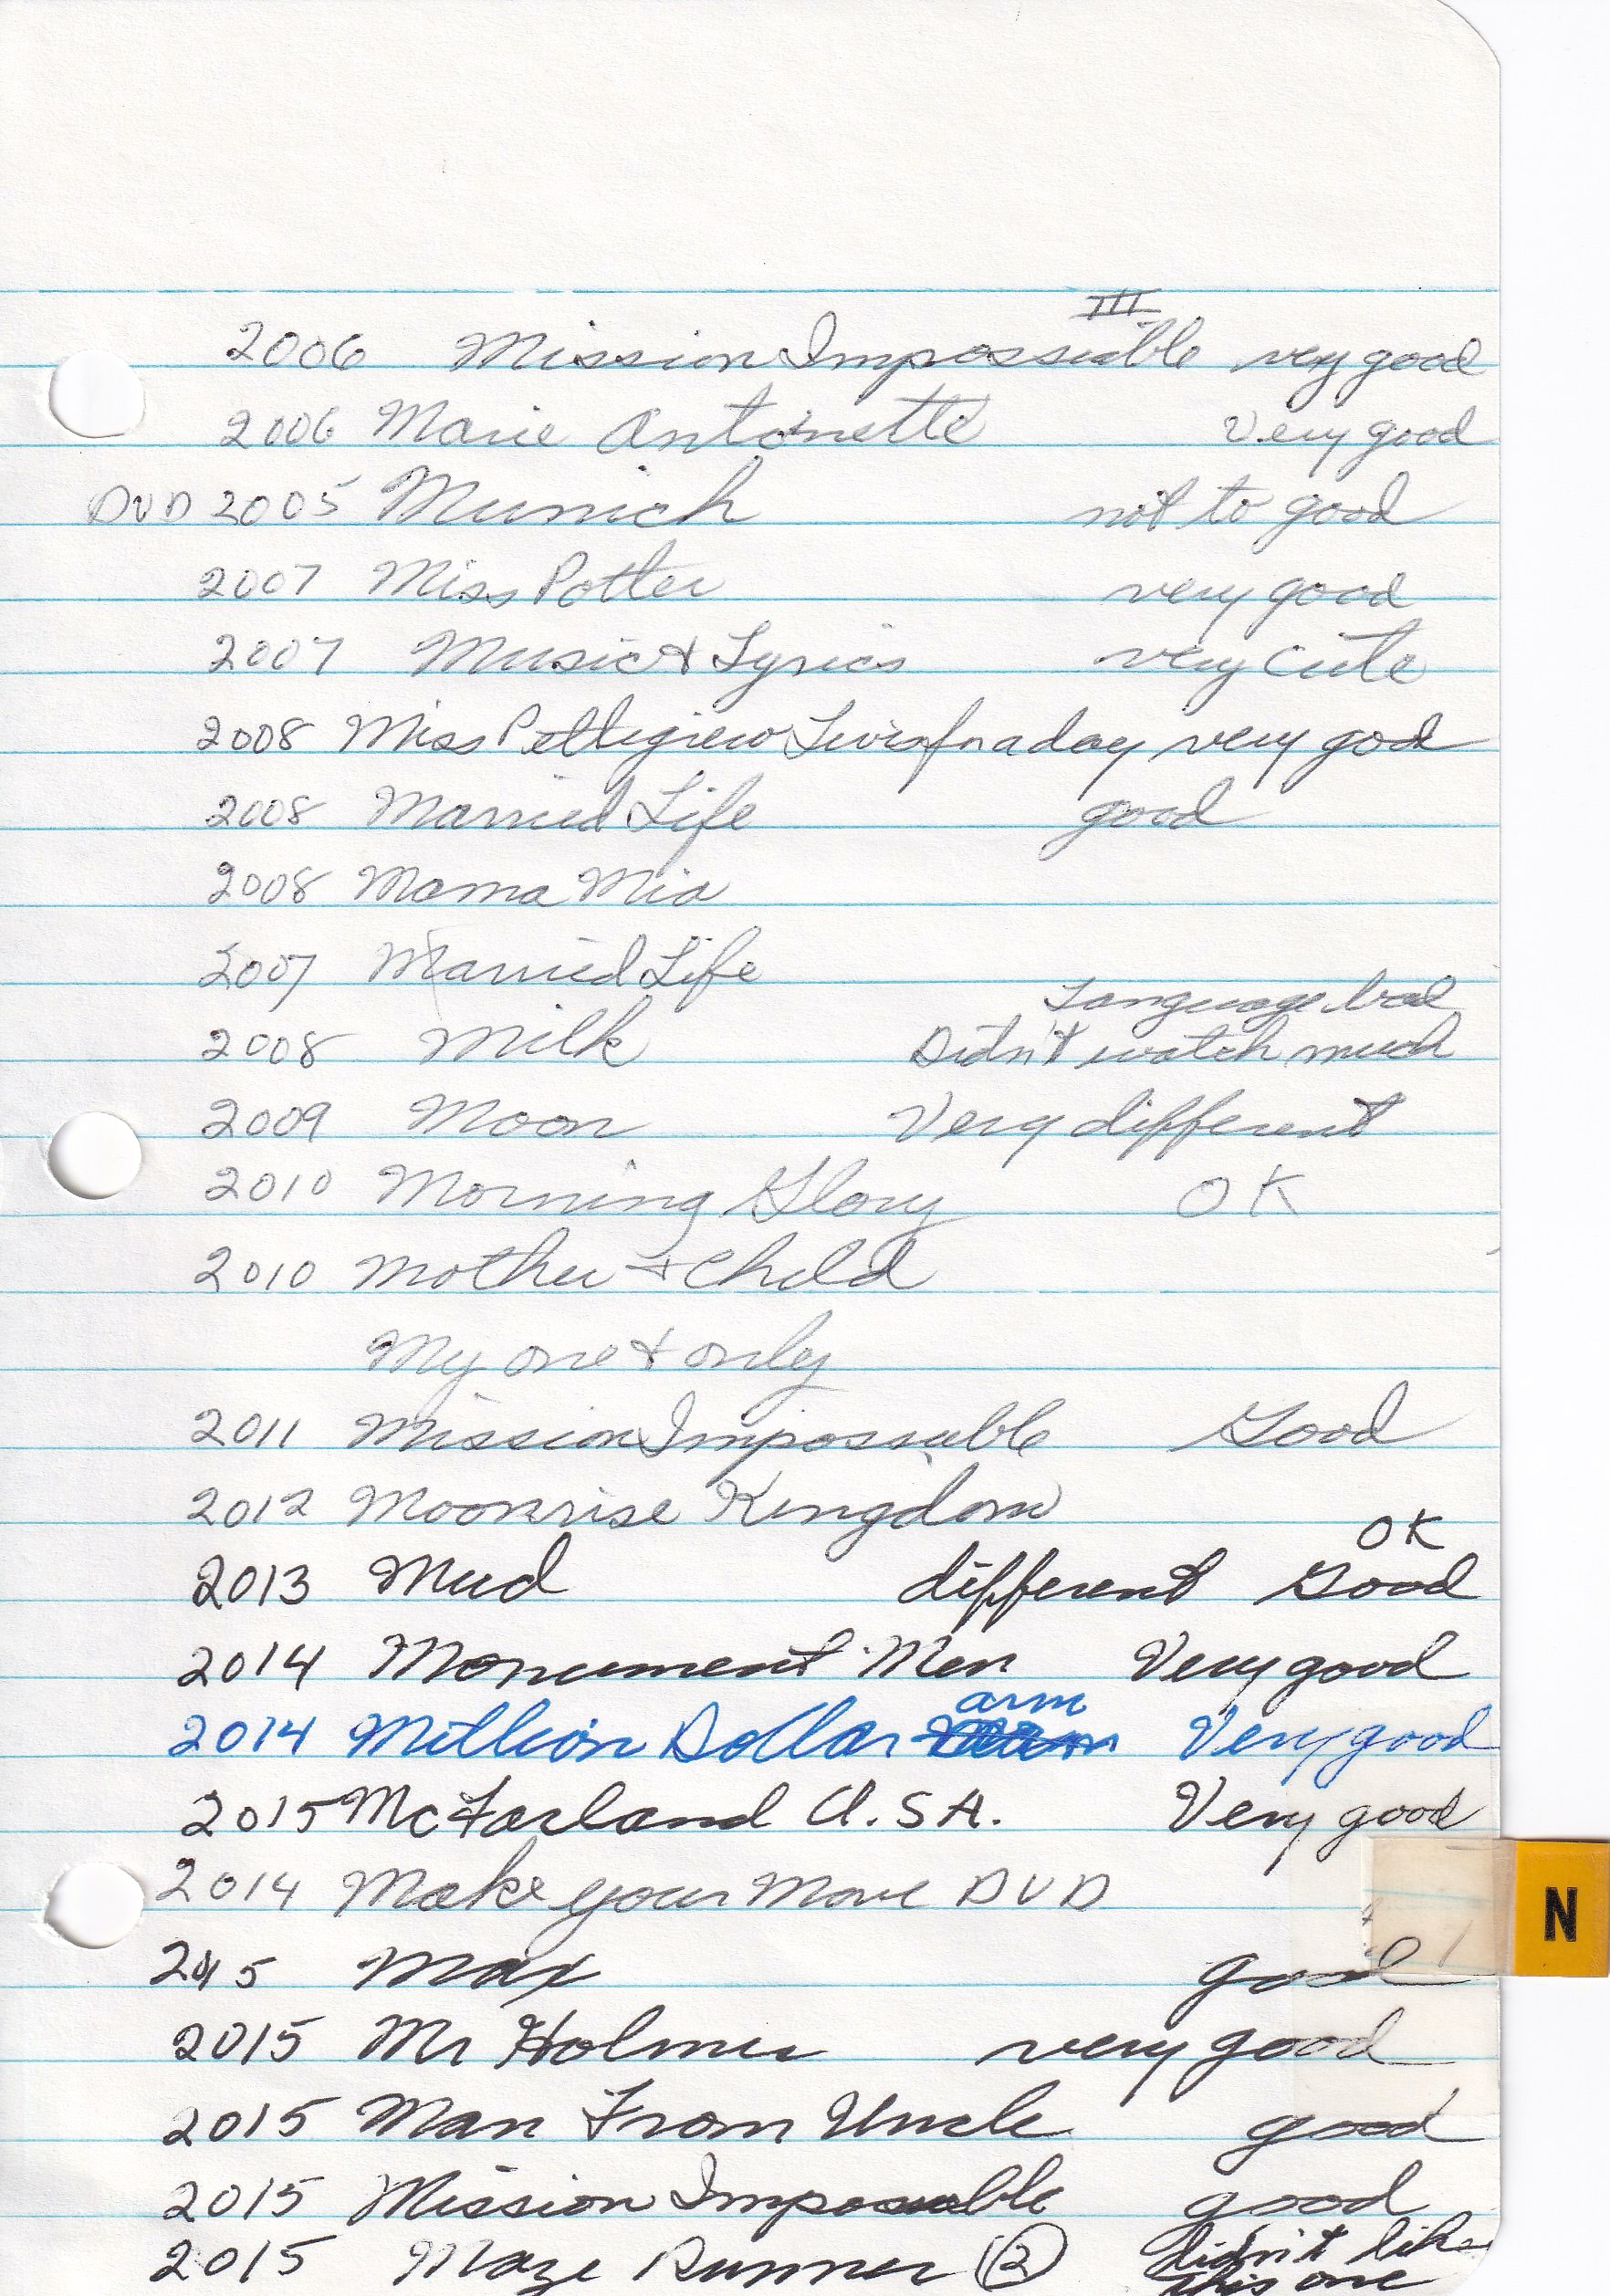 III
2006 Mission Impossible very good
2006 Marie Antoinette Very good
DVD 2005 Munich not to good
2007 Miss Potter very good
2007 Music & Lyrics very cute
2008 Miss Pettigrew Livs for a day very good
2008 Married Life good
2008 Mama Mia
2007 Married Life
Language bad
2008 Milk Didn't watch much
2009 Moon Very different
2010 Morning Glory OK
2010 Mother & Child
My one & only
2011 Mission Impossible Good
2012 Moonrise Kingdom
OK
2013 Mud different Good
2014 Monument Men Very good
arm
2014 Million Dollar Very good
2015 McFarland U.S.A.  Very good
2014 Make your Move DVD
N
2015 Max good
2015 Mr Holmes very good
2015 Man From Uncle good
2015 Mission Impossible good
2015 Maze Runner (2) didn't like
this one